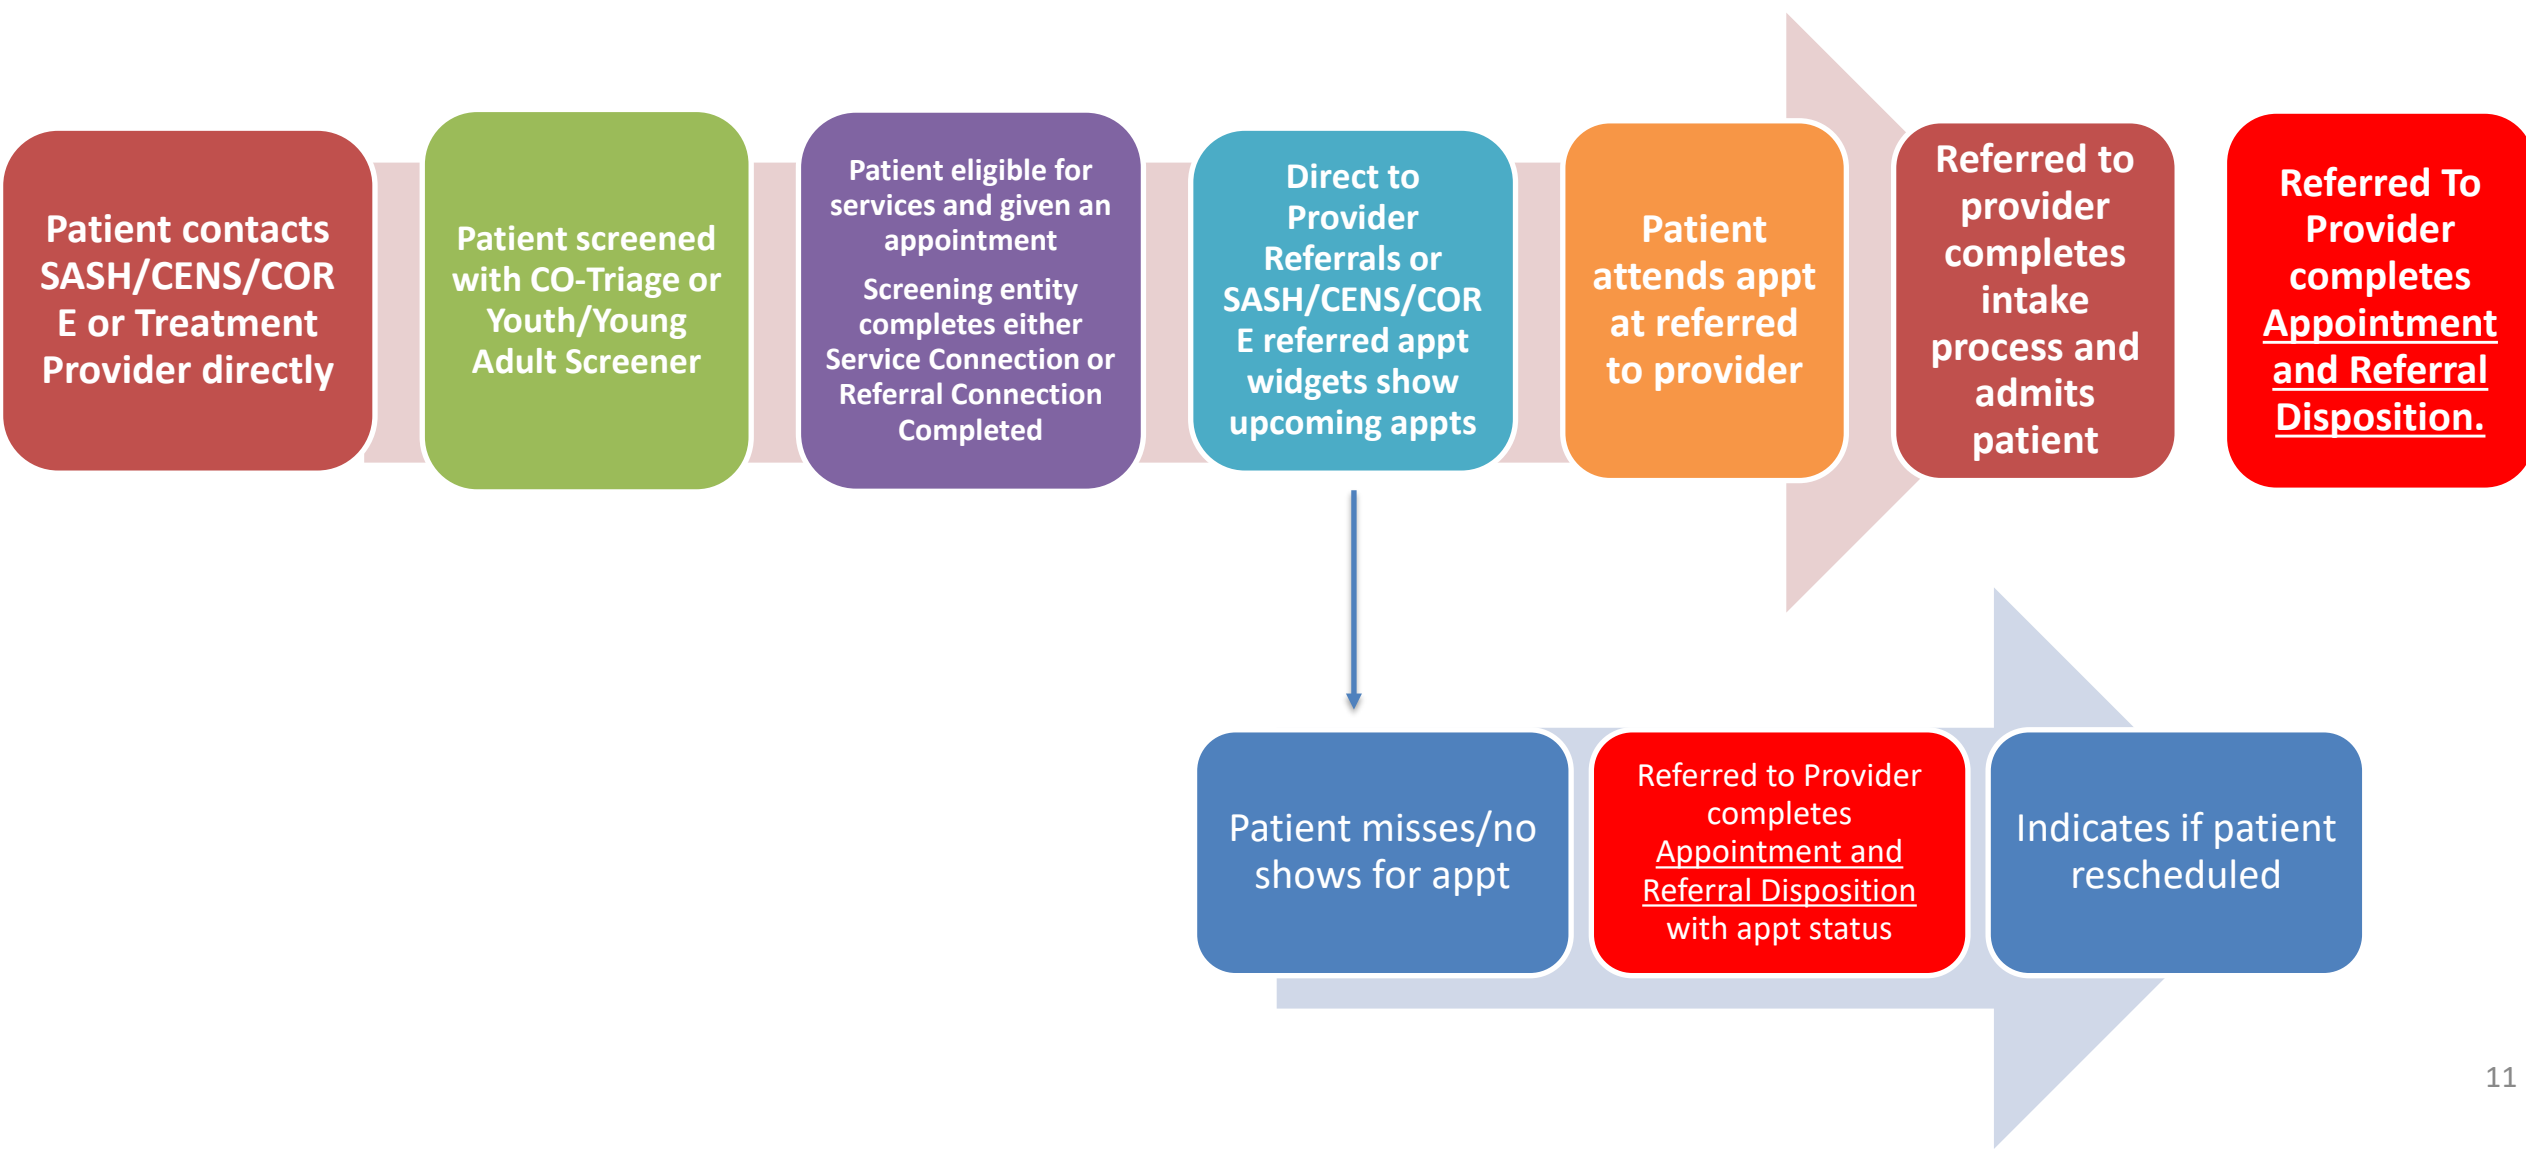 Patient contacts
SASH/CENS/COR
E or Treatment
Provider directly
Patient screened
with CO-Triage or
Youth/Young
Adult Screener
Patient eligible for
services and given an
appointment
Screening entity
completes either
Service Connection or
Referral Connection
Completed
Direct to
Provider
Referrals or
SASH/CENS/COR
E referred appt
widgets show
upcoming appts
Patient
attends appt
at referred
to provider
Referred to
provider
completes
intake
process and
admits
patient
Referred To
Provider
completes
Appointment
and Referral
Disposition.
Patient misses/no
shows for appt
Referred to Provider
completes
Appointment and
Referral Disposition
with appt status
Indicates if patient
rescheduled
11